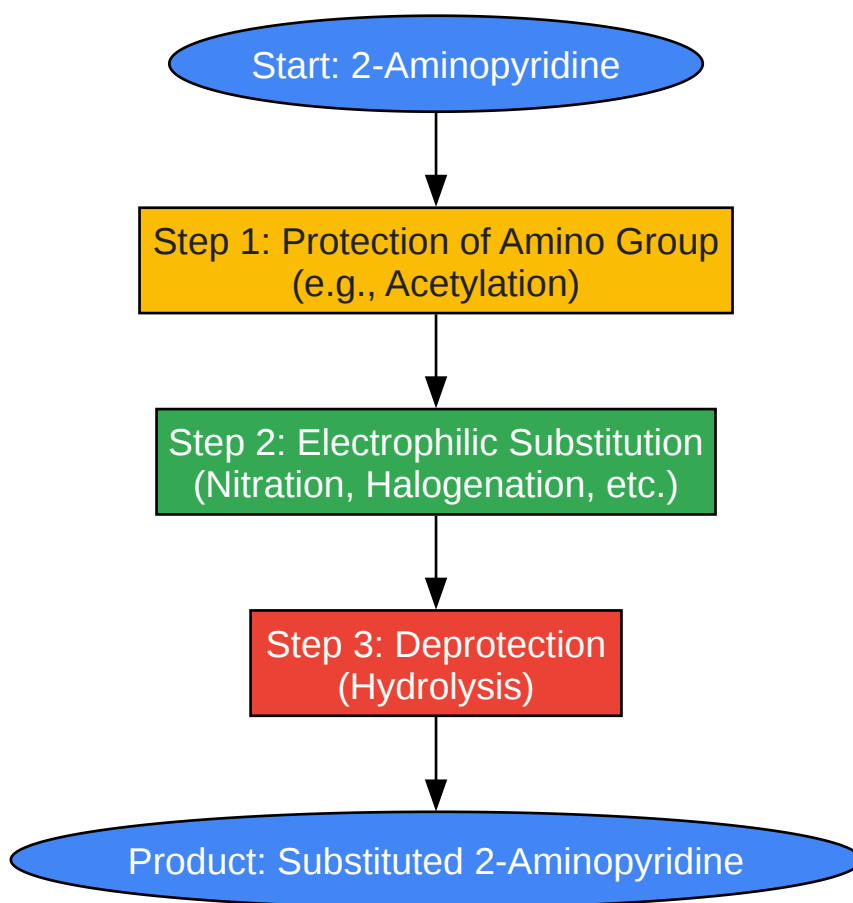 Start: 2-Aminopyridine
Step 1: Protection of Amino Group
(e.g., Acetylation)
Step 2: Electrophilic Substitution
(Nitration, Halogenation, etc.)
Step 3: Deprotection
(Hydrolysis)
Product: Substituted 2-Aminopyridine